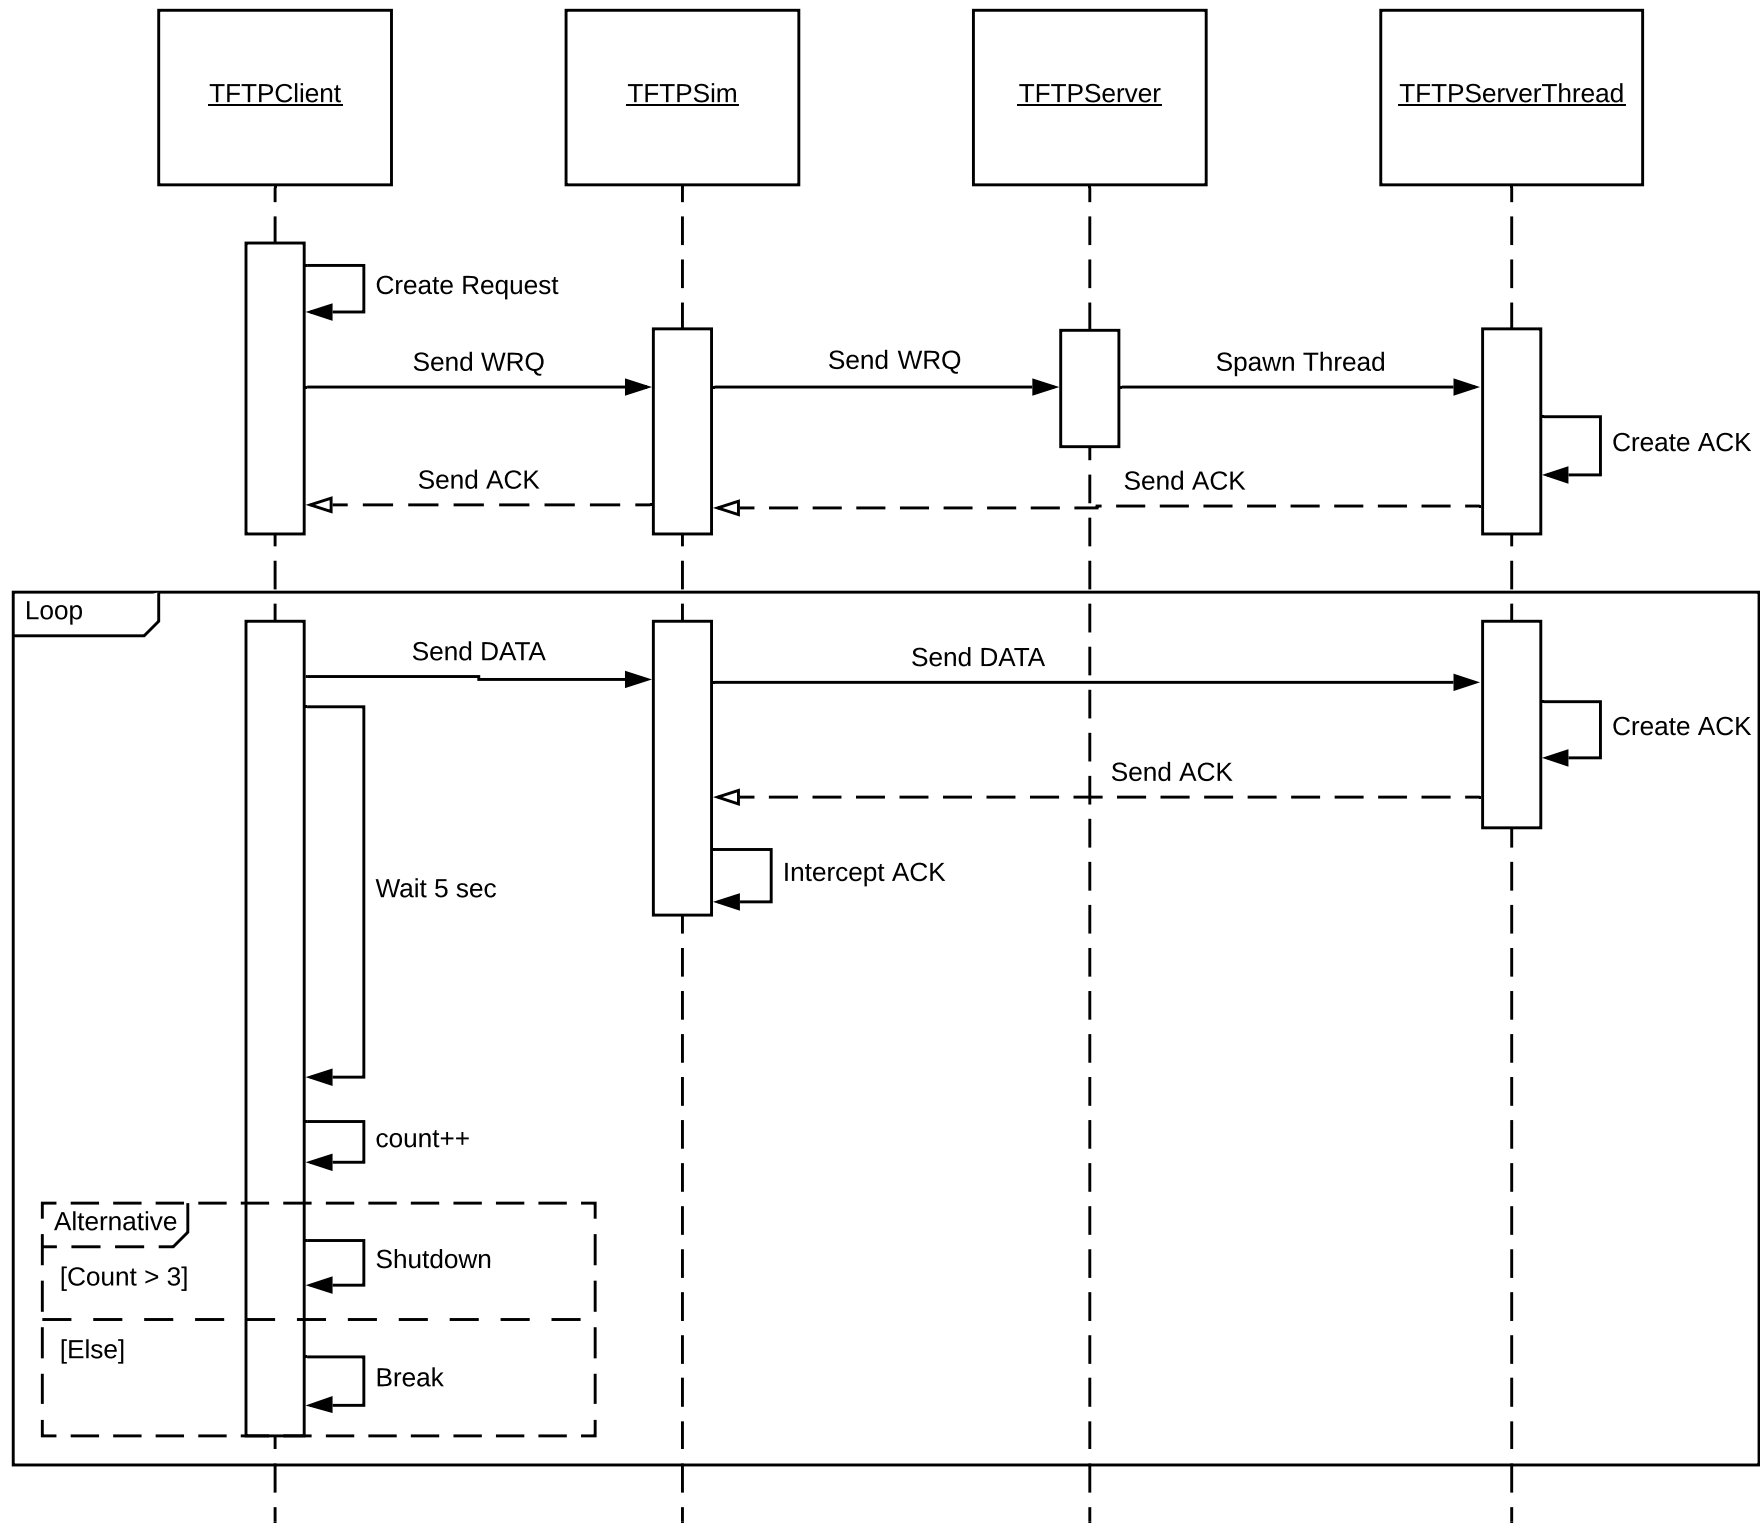 TFTPClient
TFTPSim
TFTPServer
TFTPServerThread
Create Request
Send WRQ
Send WRQ
Spawn Thread
Create ACK
Send ACK
Send ACK
Loop
Send DATA
Send DATA
Create ACK
Send ACK
Intercept ACK
Wait 5 sec
count++
Alternative
Shutdown
[Count > 3]
[Else]
Break